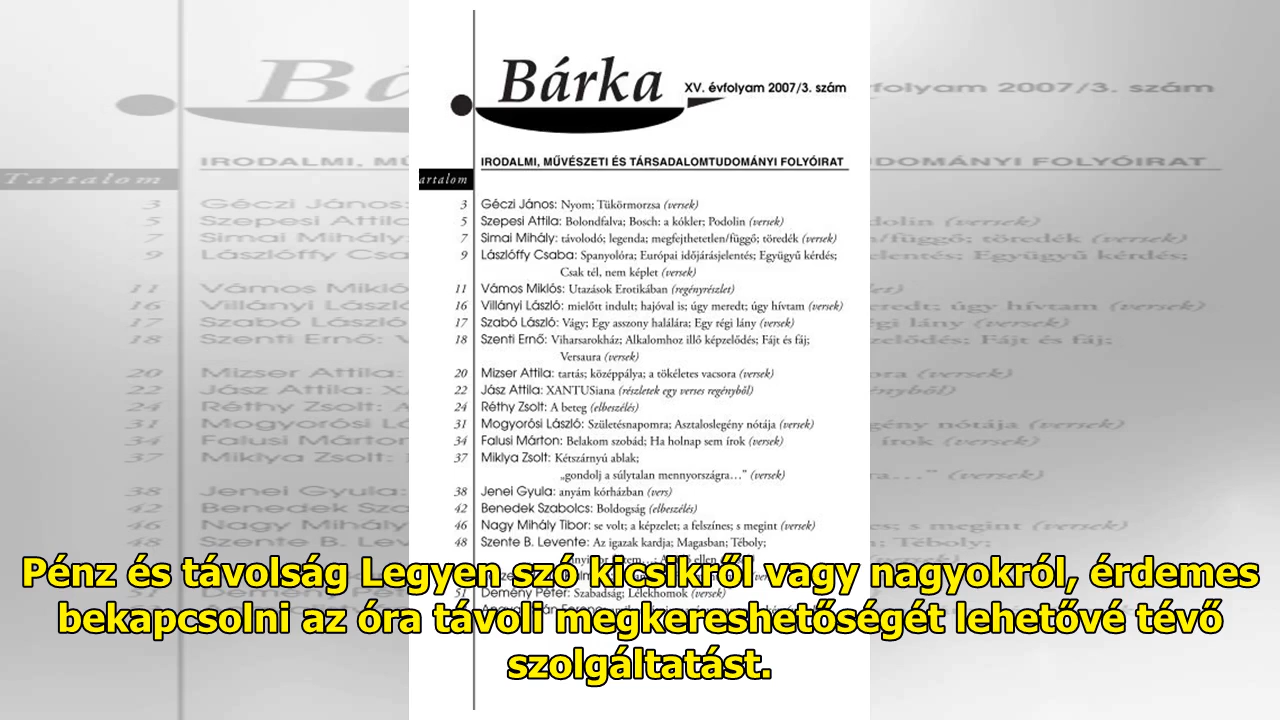 Bárka
XV. évfolyam 2007/3. szám
IRODALMI, MŰVÉSZETI ÉS TÁRSADALOMTUDOMÁNYI FOLYÓIRAT
artalom
3 Géczi János: Nyom; Tükörmorzsa (versek)
5 Szepesi Attila: Bolondfalva; Bosch: a kókler; Podolin (versek)
7 Simai Mihály: távolodó; legenda; megfejthetetlen/függő; töredék (versek)
9 Lászlóffy Csaba: Spanyolóra; Európai időjárásjelentés; Együgyű kérdés;
Csak tél, nem képlet (versek)
11 Vámos Miklós: Utazások Erotikában (regényrészlet)
16 Villányi László: mielőtt indult; hajóval is; úgy meredt; úgy hívtam (versek)
17 Szabó László: Vágy; Egy asszony halálára; Egy régi lány (versek)
18 Szenti Ernő: Viharsarokház; Alkalomhoz illő képzelődés; Fájt és fáj;
Versaura (versek)
20 Mizser Attila: tartás; középpálya; a tökéletes vacsora (versek)
22 Jász Attila: XANTUSiana (részletek egy verses regényből)
24 Réthy Zsolt: A beteg (elbeszélés)
31 Mogyorósi László: Születésnapomra; Asztaloslegény nótája (versek)
34 Falusi Márton: Belakom szobád; Ha holnap sem írok (versek)
37 Miklya Zsolt: Kétszárnyú ablak;
„gondolj a súlytalan mennyországra…” (versek)
38 Jenei Gyula: anyám kórházban (vers)
42 Benedek Szabolcs: Boldogság (elbeszélés)
46 Nagy Mihály Tibor: se volt; a képzelet; a felszínes; s megint (versek)
48 Szente B. Levente: Az igazak kardja; Magasban; Téboly;
51 Demény Péter: Szabadság; Lélekhomok (versek)
Pénz és távolság Legyen szó kicsikről vagy nagyokról, érdemes
bekapcsolni az óra távoli megkereshetőségét lehetővé tévő
szolgáltatást.